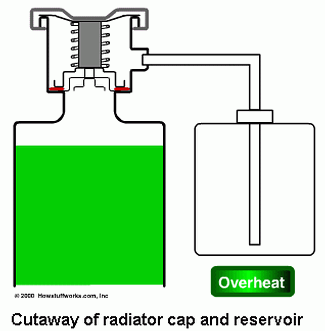 © 2000 Howstuffworks.com, Inc
Overheat
Cutaway of radiator cap and reservoir